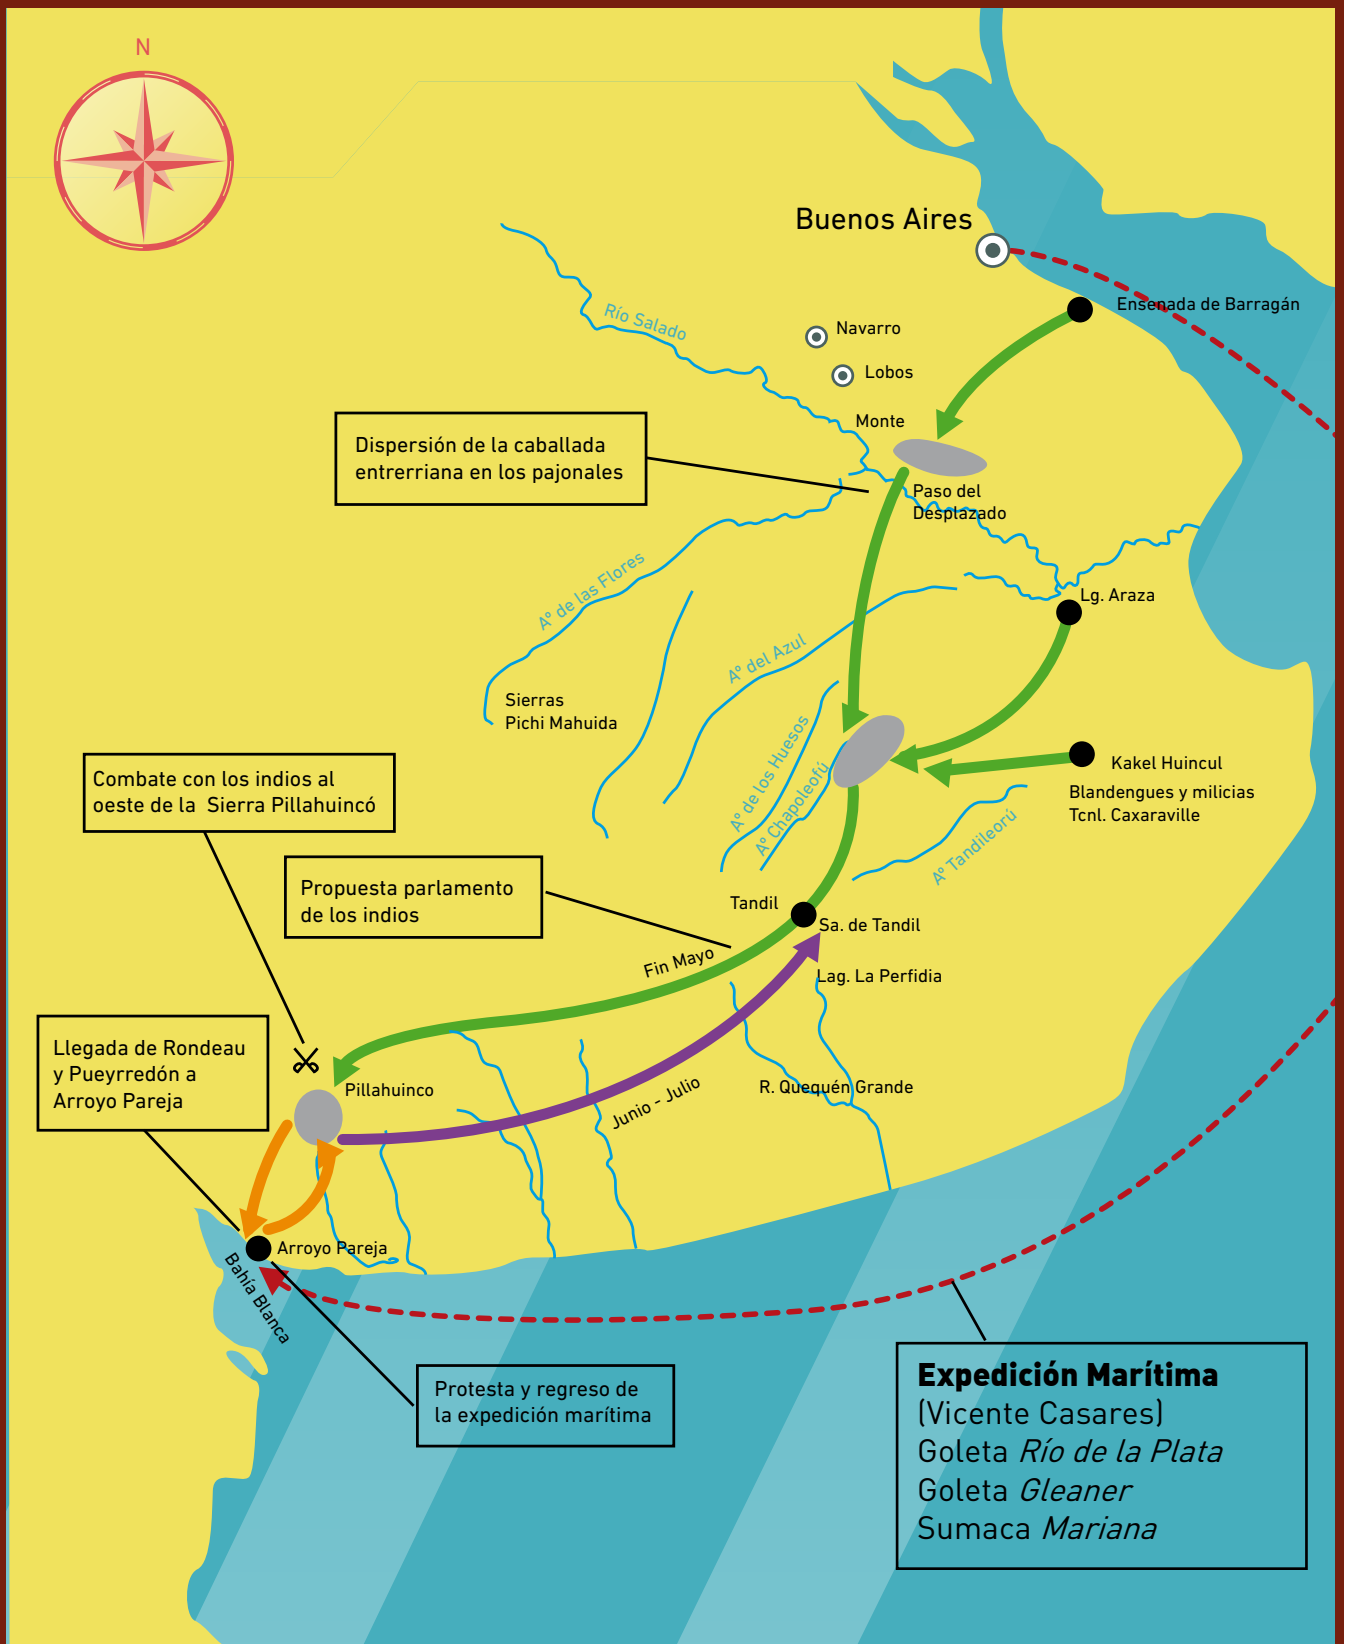 N
Buenos Aires
Ensenada de Barragán
Río Salado
Navarro
Lobos
Monte
Dispersión de la caballada
entrerriana en los pajonales
Paso del
Desplazado
Aº de las Flores
Lg. Araza
Aº del Azul
Sierras
Pichi Mahuida
Aº de los Huesos
Aº Chapoleofú
Kakel Huincul
Blandengues y milicias
Tcnl. Caxaraville
Combate con los indios al
oeste de la Sierra Pillahuincó
Aº Tandileorú
Propuesta parlamento
de los indios
Tandil
Sa. de Tandil
Fin Mayo
Lag. La Perfidia
Llegada de Rondeau
y Pueyrredón a
Arroyo Pareja
Pillahuinco
Junio - Julio
R. Quequén Grande
Arroyo Pareja
Bahía Blanca
Protesta y regreso de
la expedición marítima
Expedición Marítima
(Vicente Casares)
Goleta Río de la Plata
Goleta Gleaner
Sumaca Mariana